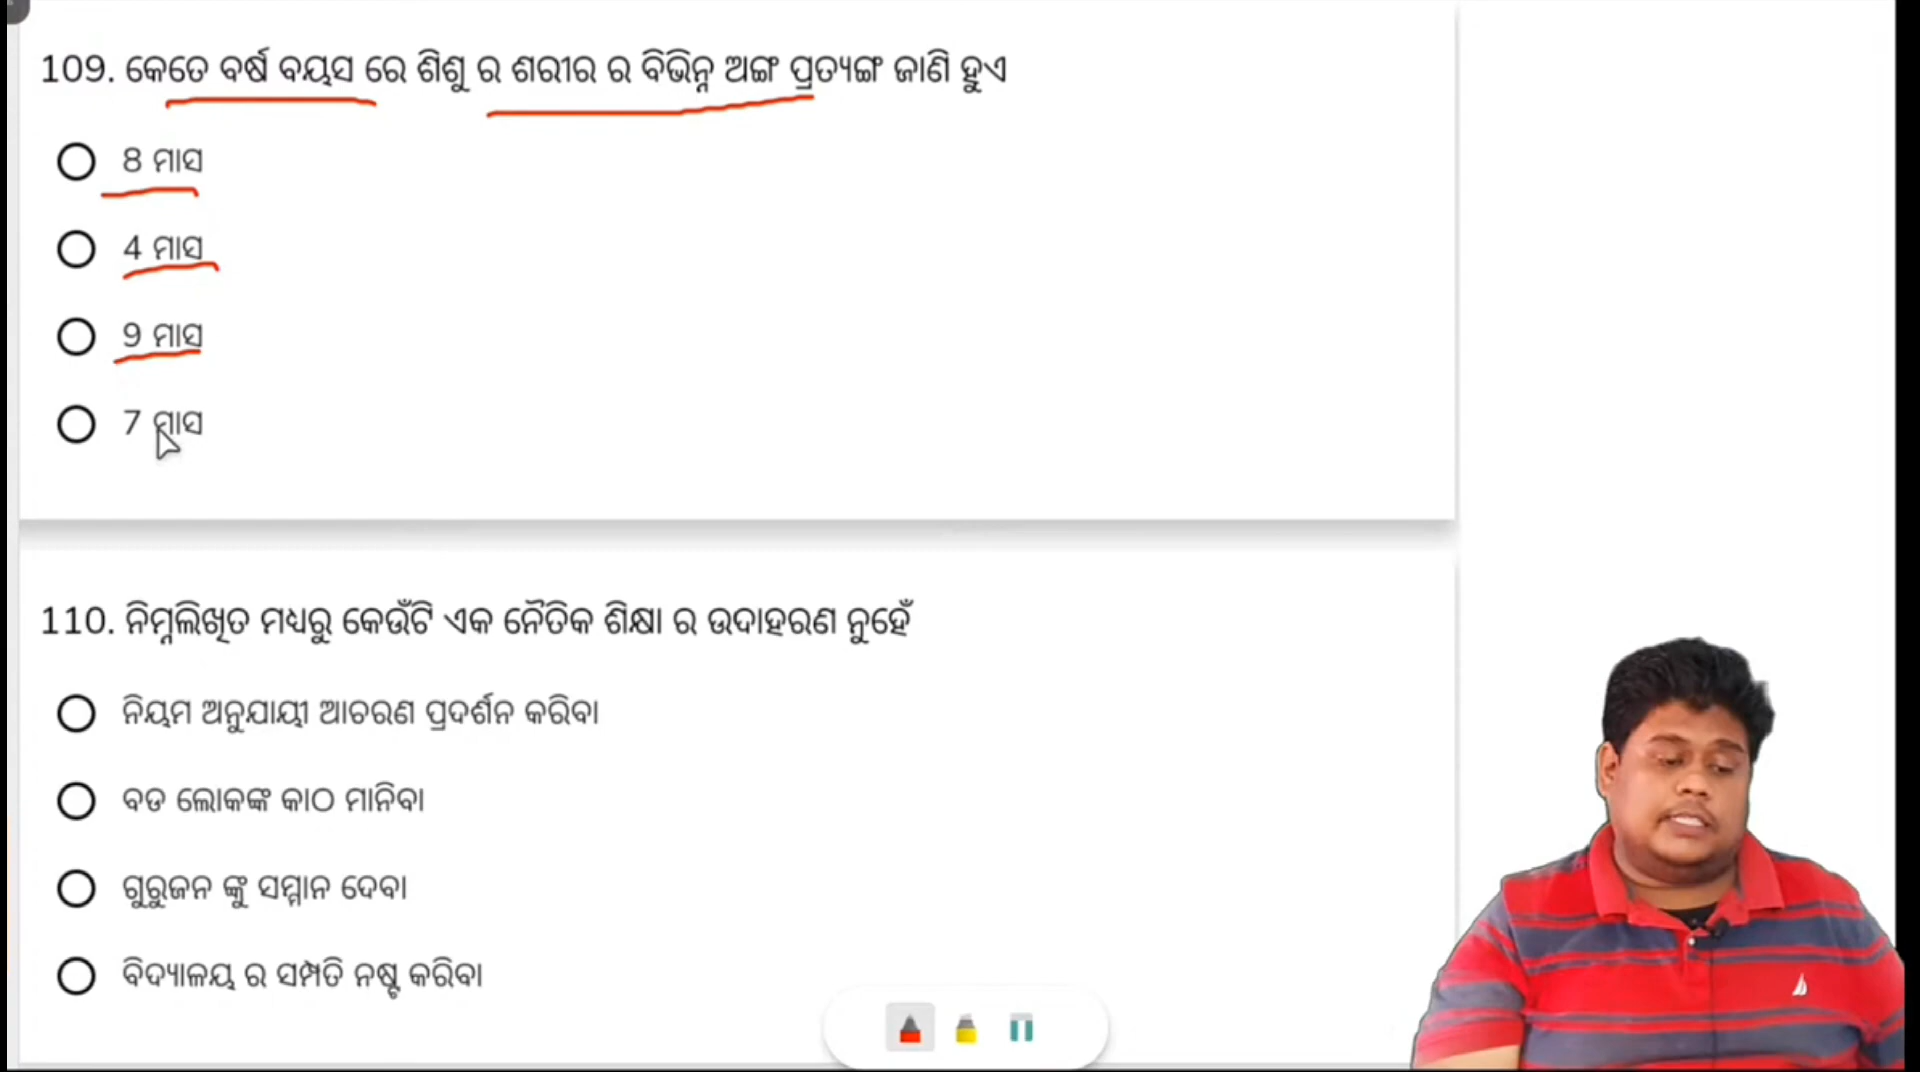 109. କେତେ ବର୍ଷ ବୟସ ରେ ଶିଶୁ ର ଶରୀର ର ବିଭିନ୍ନ ଅଙ୍ଗ ପ୍ରତ୍ୟଙ୍ଗ ଜାଣି ହୁଏ
8 ମାସ
4 ମାସ
9 ମାସ
7 ମାସ
110. ନିମ୍ନଲିଖିତ ମଧ୍ୟରୁ କେଉଁଟି ଏକ ନୈତିକ ଶିକ୍ଷା ର ଉଦାହରଣ ନୁହେଁ
ନିୟମ ଅନୁଯାୟୀ ଆଚରଣ ପ୍ରଦର୍ଶନ କରିବା
ବଡ ଲୋକଙ୍କ କାଠ ମାନିବା
ଗୁରୁଜନ ଙ୍କୁ ସମ୍ମାନ ଦେବା
ବିଦ୍ୟାଳୟ ର ସମ୍ପତି ନଷ୍ଟ କରିବା